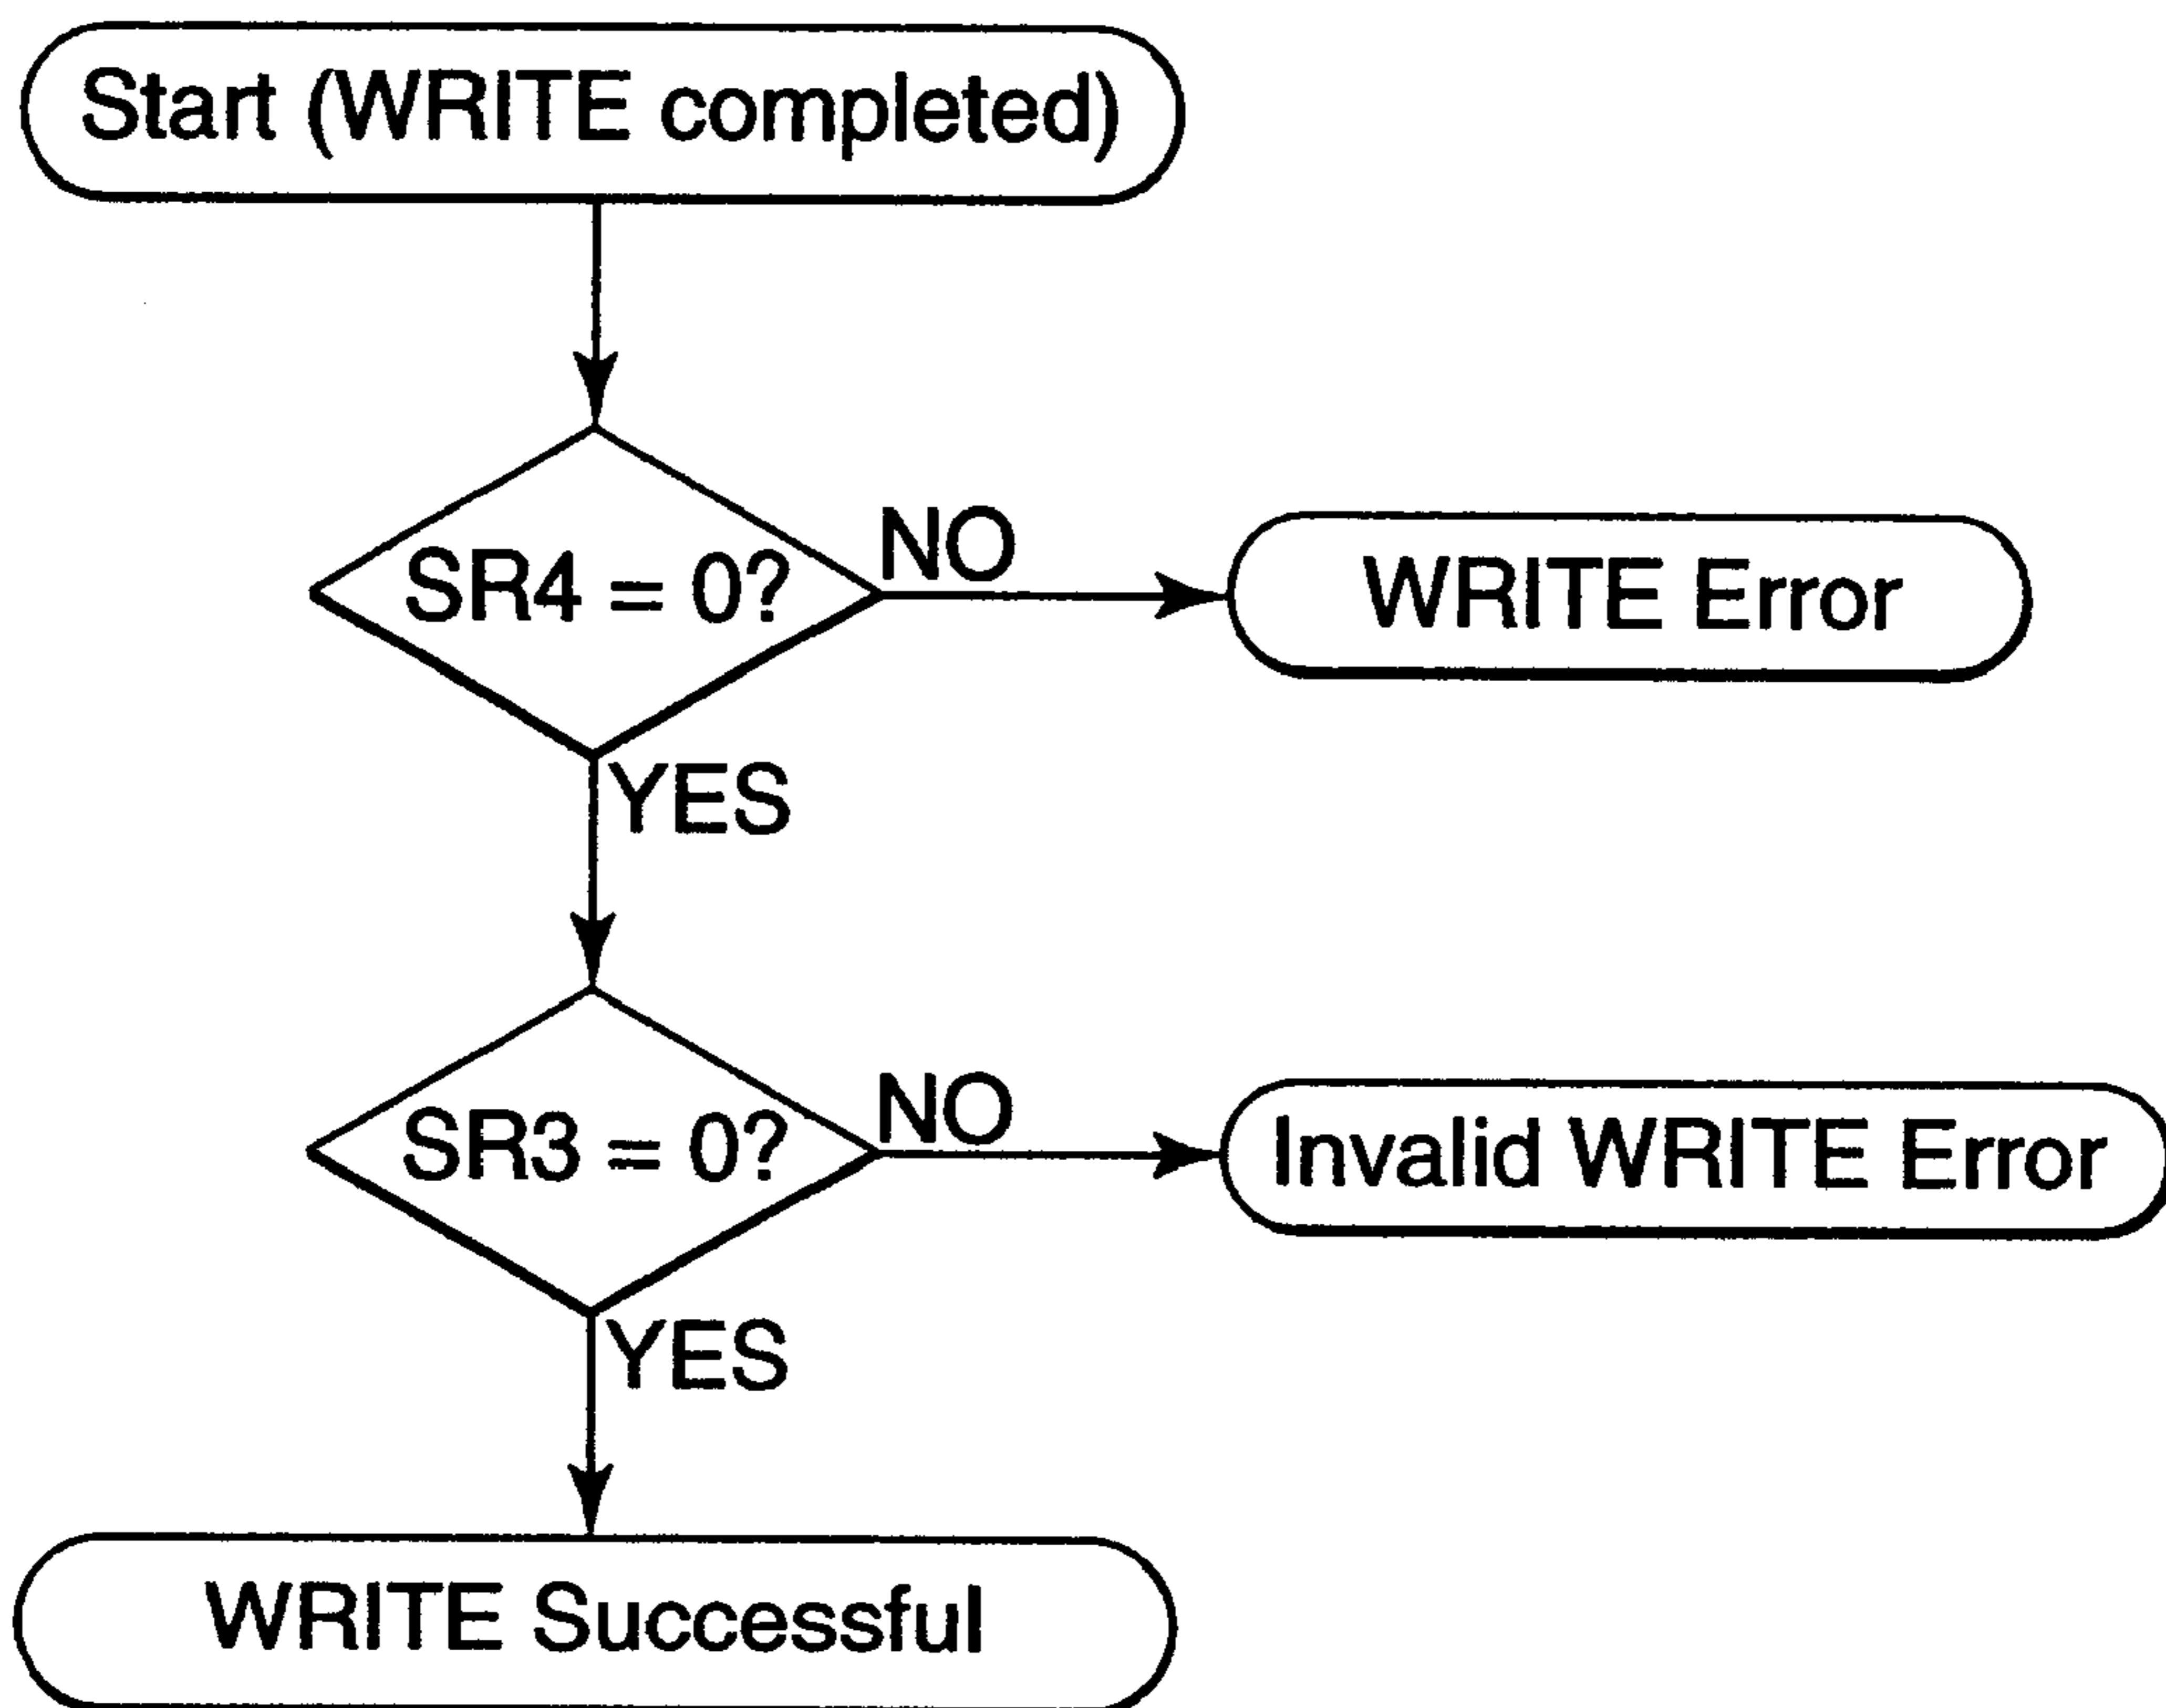 Start (WRITE completed)
SR4 = 0?
NO
WRITE Error
YES
SR3 = 0?
NO
Invalid WRITE Error
YES
WRITE Successful